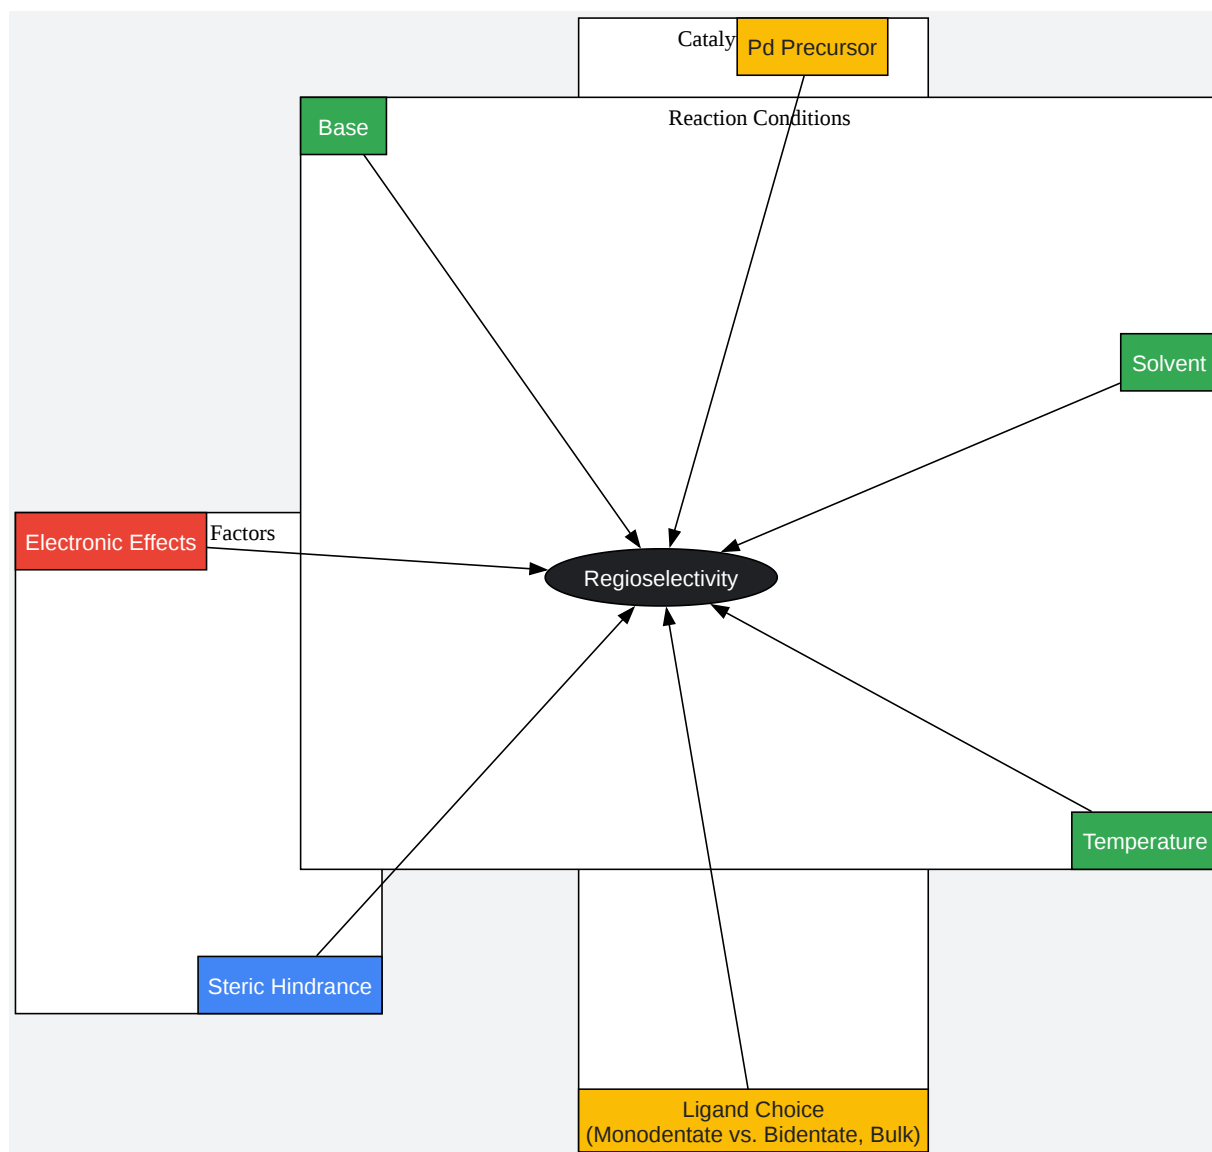 Pd Precursor
Reaction Conditions
Base
Solvent
Electronic Effects
Factors
Regioselectivity
Temperature
Steric Hindrance
Ligand Choice
(Monodentate vs. Bidentate, Bulk)